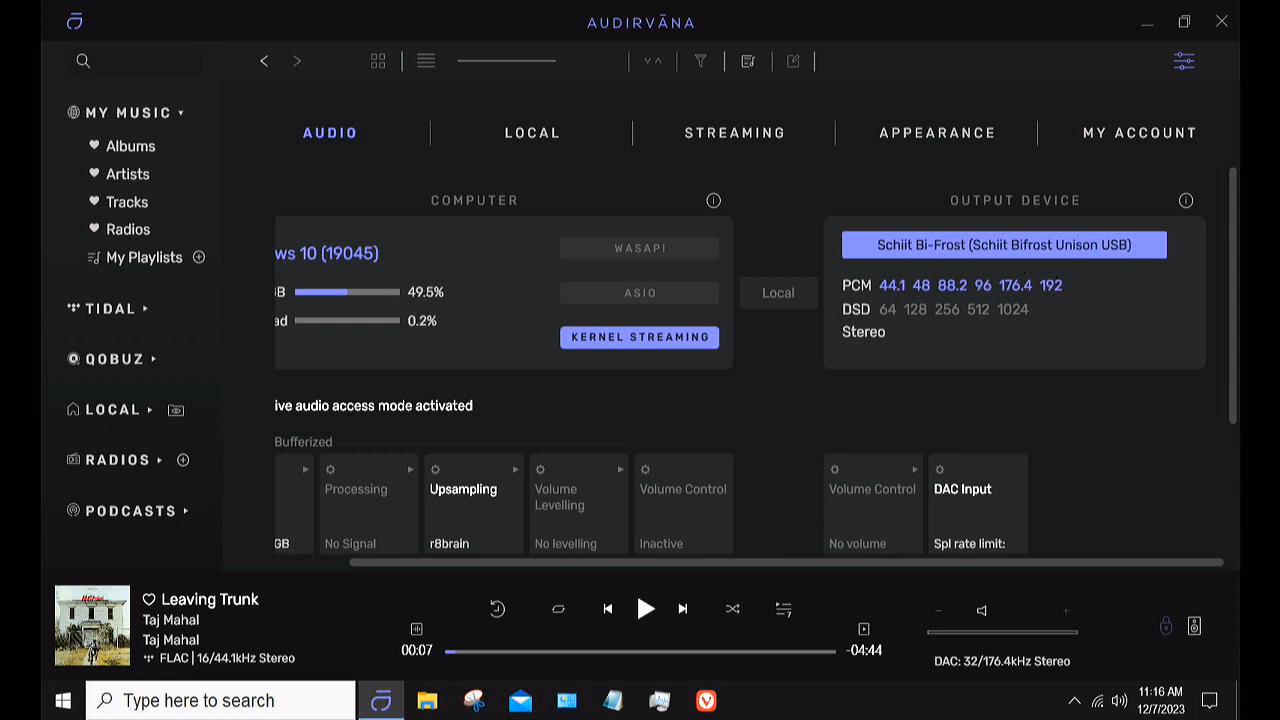 AUDIRVĀNA
MY MUSIC
Albums
Artists
Tracks
Radios
My Playlists
TIDAL
QOBUZ
LOCAL
RADIOS
PODCASTS
AUDIO LOCAL STREAMING APPEARANCE MY ACCOUNT
COMPUTER
ws 10 (19045)
B 49.5%
ad 0.2%
WASAPI
ASIO
KERNEL STREAMING
Local
OUTPUT DEVICE
Schiit Bi-Frost (Schiit Bifrost Unison USB)
PCM 44.1 48 88.2 96 176.4 192
DSD 64 128 256 512 1024
Stereo
ive audio access mode activated
Bufferized
GB
Processing
No Signal
Upsampling
r8brain
Volume
Levelling
No levelling
Volume Control
Inactive
Volume Control
No volume
DAC Input
Spl rate limit:
Leaving Trunk
Taj Mahal
Taj Mahal
FLAC | 16/44.1kHz Stereo
00:07
-04:44
7
DAC: 32/176.4kHz Stereo
Type here to search
11:16 AM
12/7/2023